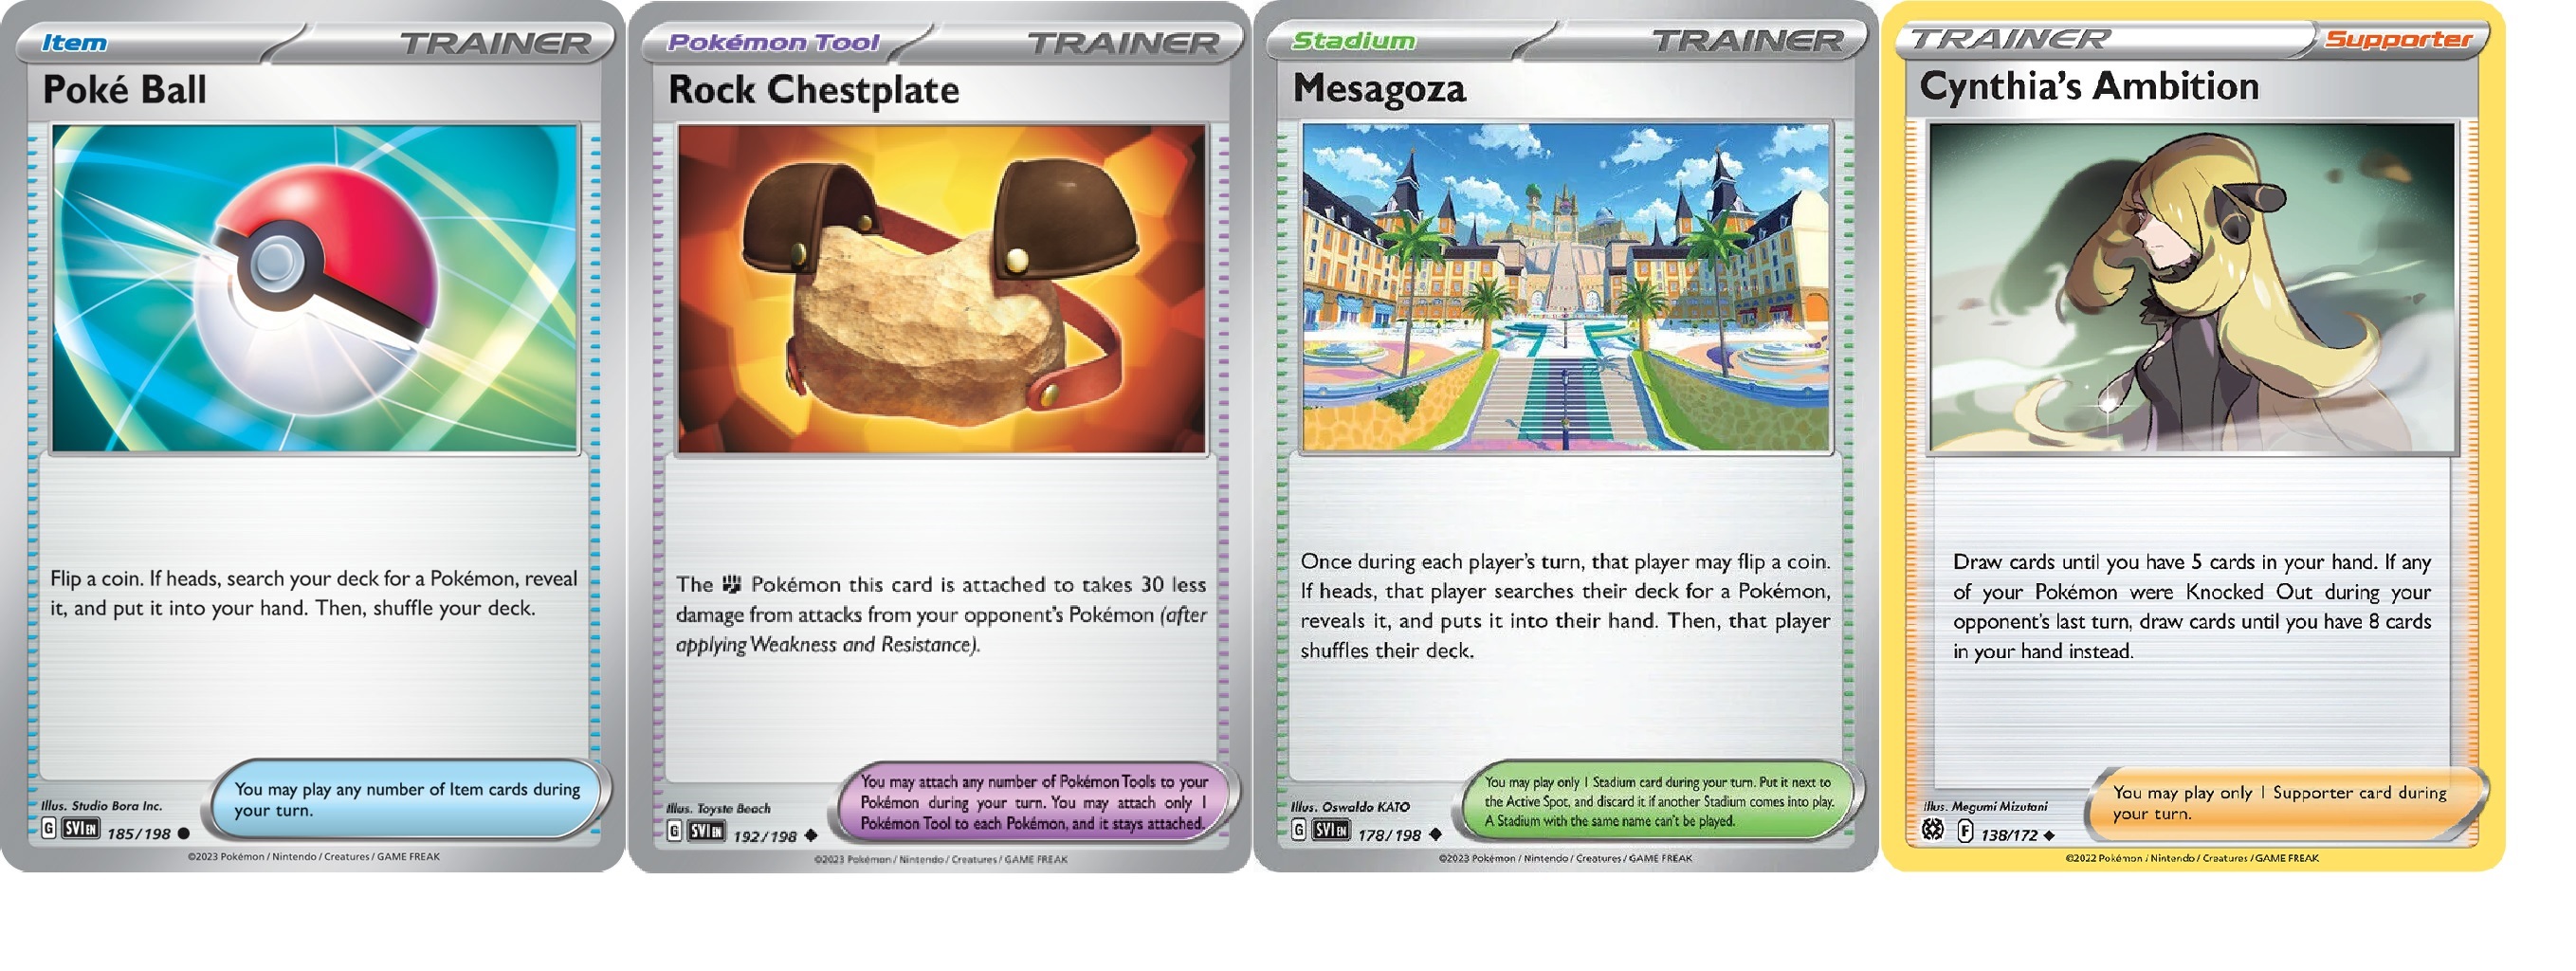 Item TRAINER
Poké Ball
Flip a coin. If heads, search your deck for a Pokémon, reveal
it, and put it into your hand. Then, shuffle your deck.
You may play any number of Item cards during
your turn.
Illus. Studio Bora Inc.
G SVI EN 185/198
©2023 Pokémon / Nintendo / Creatures / GAME FREAK
Pokémon Tool TRAINER
Rock Chestplate
The Pokémon this card is attached to takes 30 less
damage from attacks from your opponent's Pokémon (after
applying Weakness and Resistance).
You may attach any number of Pokémon Tools to your
Pokémon during your turn. You may attach only 1
Pokémon Tool to each Pokémon, and it stays attached.
Illus. Toyste Beach
G SVI EN 192/198
©2023 Pokémon / Nintendo / Creatures / GAME FREAK
Stadium TRAINER
Mesagoza
Once during each player's turn, that player may flip a coin.
If heads, that player searches their deck for a Pokémon,
reveals it, and puts it into their hand. Then, that player
shuffles their deck.
You may play only 1 Stadium card during your turn. Put it next to
the Active Spot, and discard it if another Stadium comes into play.
A Stadium with the same name can't be played.
Illus. Oswaldo KATO
G SVI EN 178/198
©2023 Pokémon / Nintendo / Creatures / GAME FREAK
TRAINER Supporter
Cynthia's Ambition
Draw cards until you have 5 cards in your hand. If any
of your Pokémon were Knocked Out during your
opponent's last turn, draw cards until you have 8 cards
in your hand instead.
You may play only 1 Supporter card during
your turn.
Illus. Megumi Mizutani
F 138/172
©2022 Pokémon / Nintendo / Creatures / GAME FREAK